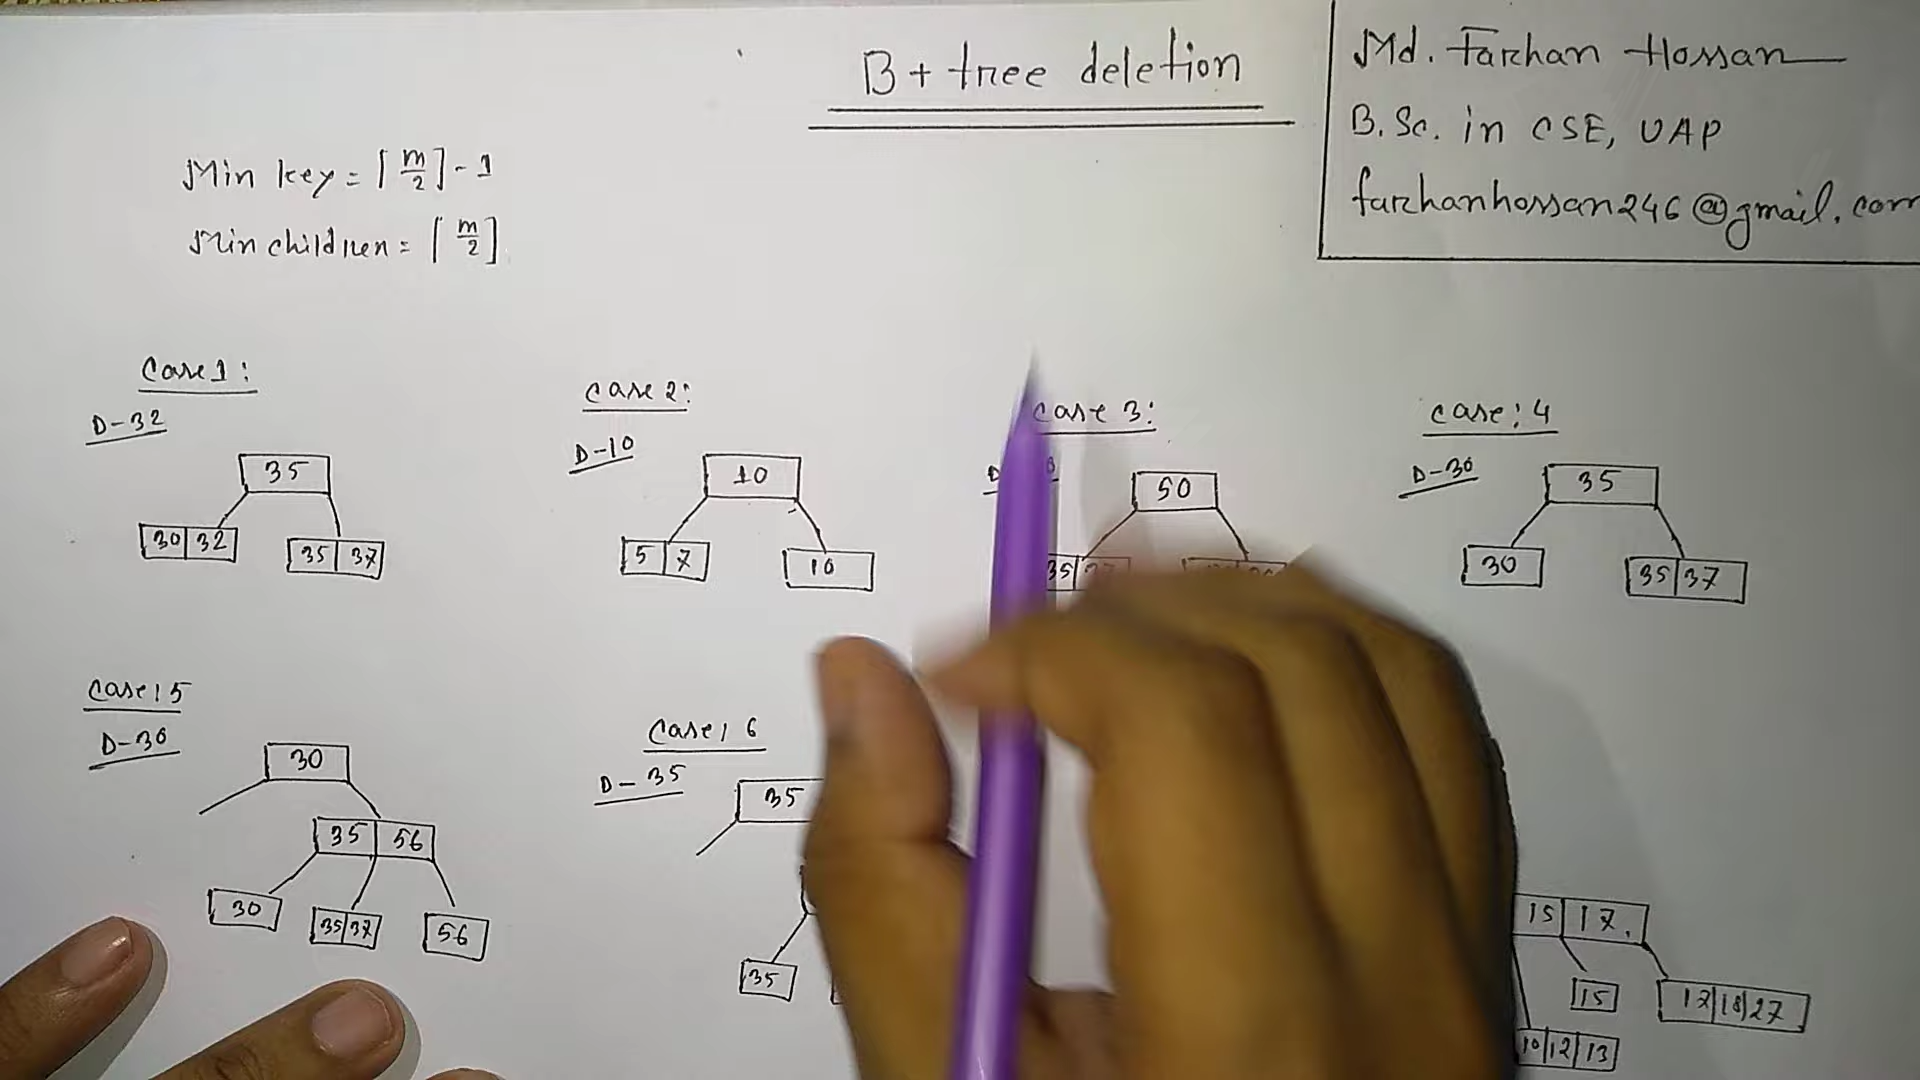 B+ tree deletion
Md. Farhan Hossan
B.Sc. in CSE, UAP
farhanhossan246@gmail.com
Min key = ⌈m/2⌉ - 1
Min children = ⌈m/2⌉
Case 1:
D-32
35
30 32
35 37
Case 2:
D-10
10
5 7
10
Case 3:
50
35
Case: 4
D-30
35
30
35 37
Case: 5
D-30
30
35 56
30
35 37
56
Case: 6
D-35
35
35
15 17
15
17 18 27
10 12 13